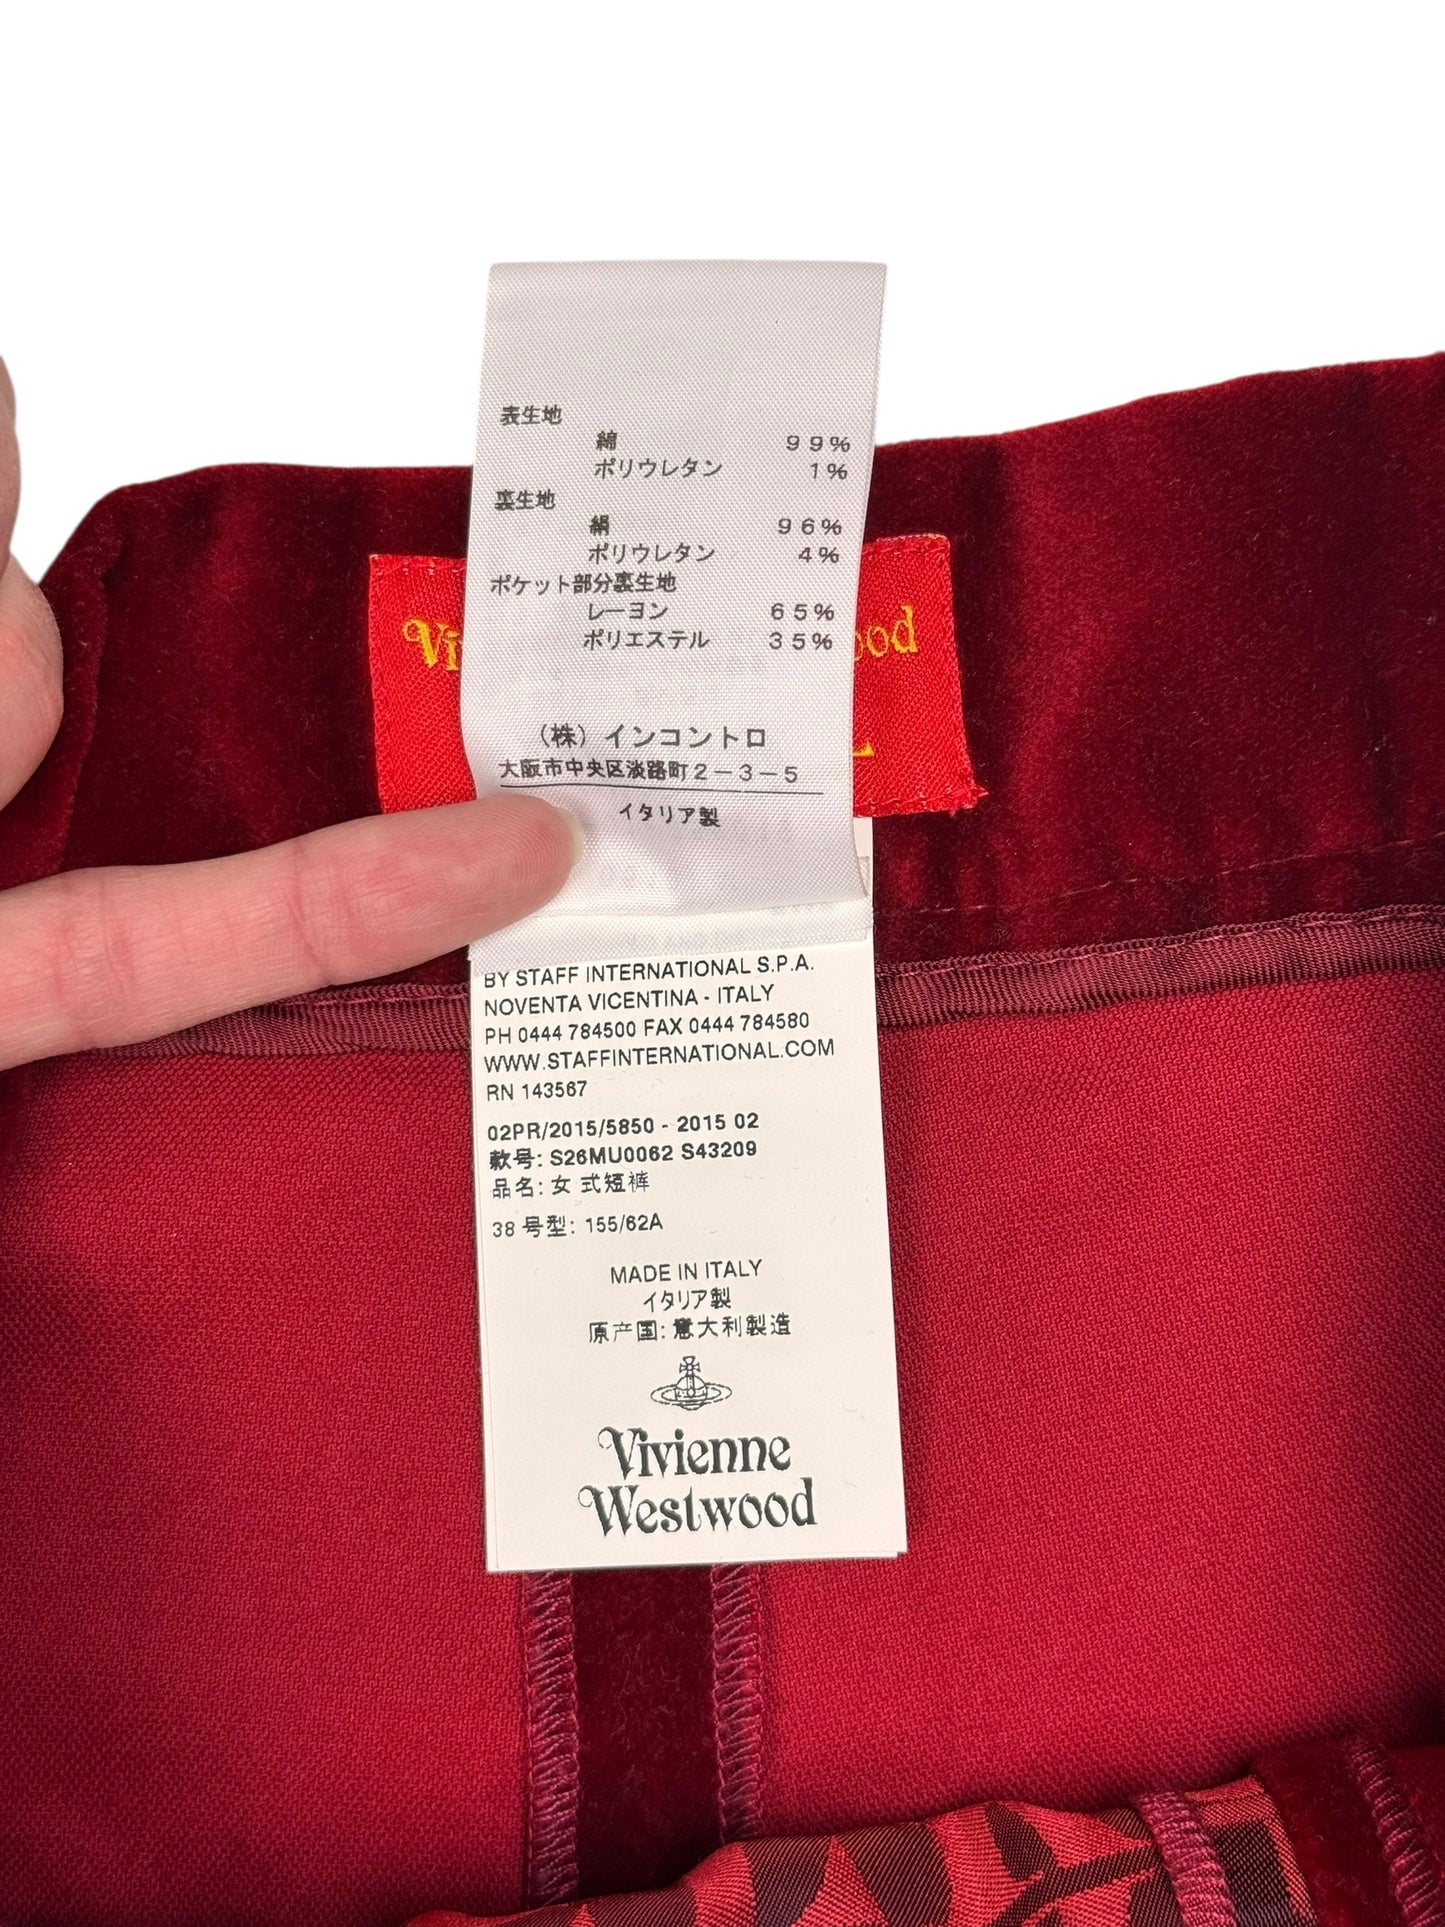 表生地
綿 99%
ポリウレタン 1%
裏生地
絹 96%
ポリウレタン 4%
ポケット部分裏生地
レーヨン 65%
ポリエステル 35%
(株)インコントロ
大阪市中央区淡路町2-3-5
イタリア製
BY STAFF INTERNATIONAL S.P.A.
NOVENTA VICENTINA - ITALY
PH 0444 784500 FAX 0444 784580
WWW.STAFFINTERNATIONAL.COM
RN 143567
02PR/2015/5850 - 2015 02
款号: S26MU0062 S43209
品名: 女式短裤
38 号型: 155/62A
MADE IN ITALY
イタリア製
原产国: 意大利製造
Vivienne
Westwood